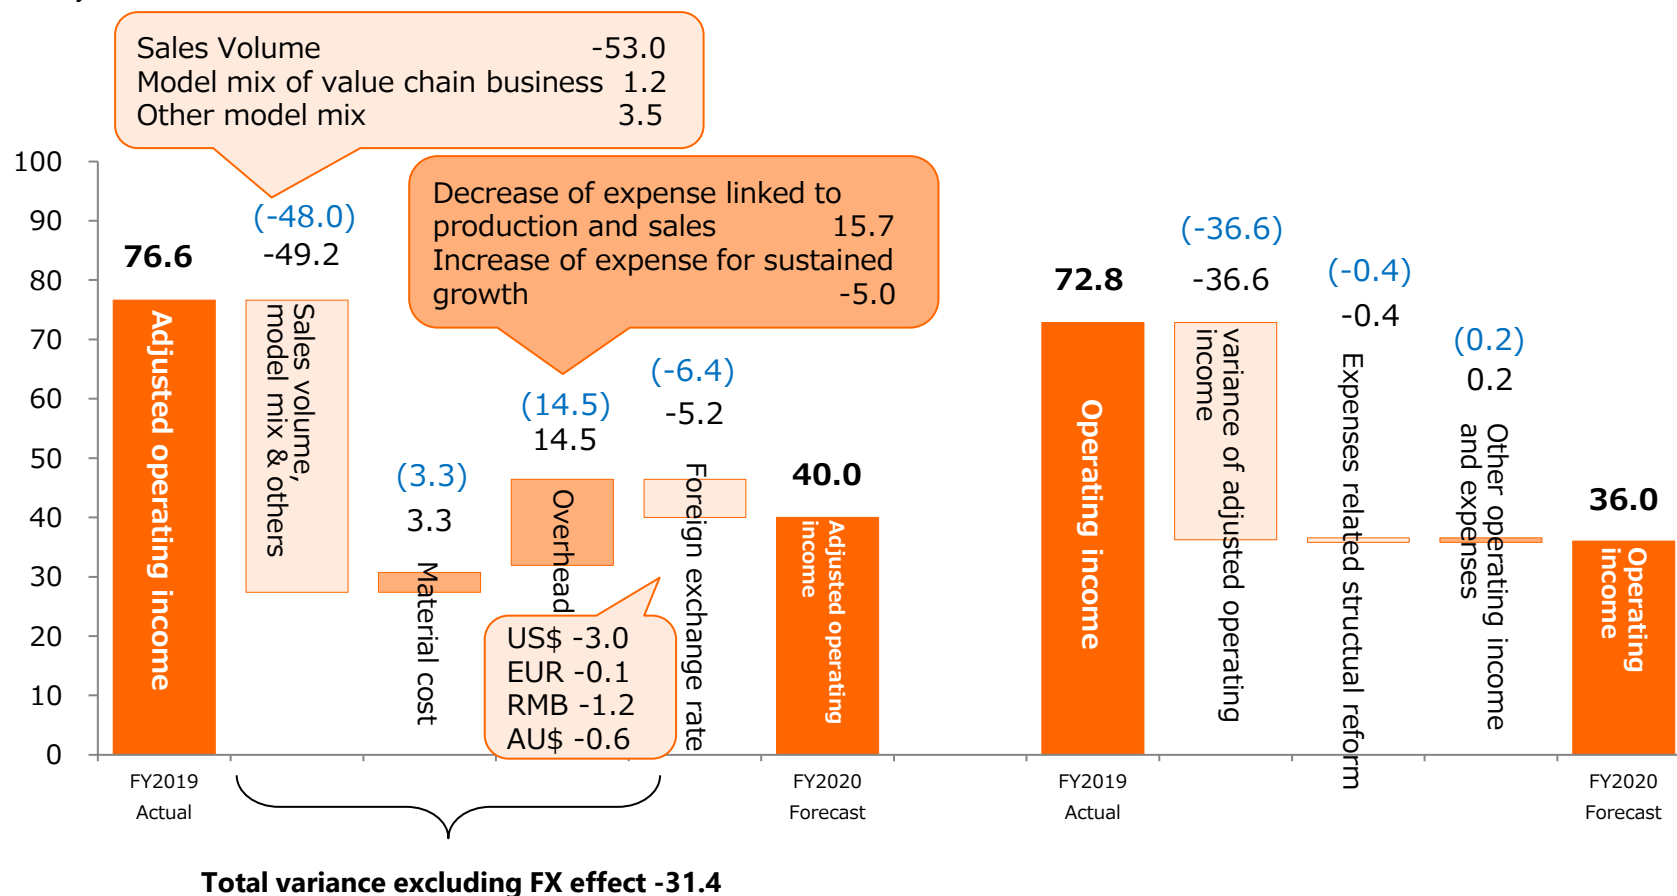 Sales Volume -53.0
Model mix of value chain business 1.2
Other model mix 3.5
Decrease of expense linked to
production and sales 15.7
Increase of expense for sustained
growth -5.0
100
90
80
70
60
50
40
30
20
10
0
76.6
Adjusted operating income
(-48.0)
-49.2
Sales volume,
model mix & others
(3.3)
3.3
Material cost
(14.5)
14.5
Overhead
(-6.4)
-5.2
Foreign exchange rate
US$ -3.0
EUR -0.1
RMB -1.2
AU$ -0.6
40.0
Adjusted operating
income
72.8
Operating income
(-36.6)
-36.6
variance of adjusted operating
income
(-0.4)
-0.4
Expenses related structual reform
(0.2)
0.2
Other operating income
and expenses
36.0
Operating
income
FY2019
Actual
FY2020
Forecast
FY2019
Actual
FY2020
Forecast
Total variance excluding FX effect -31.4